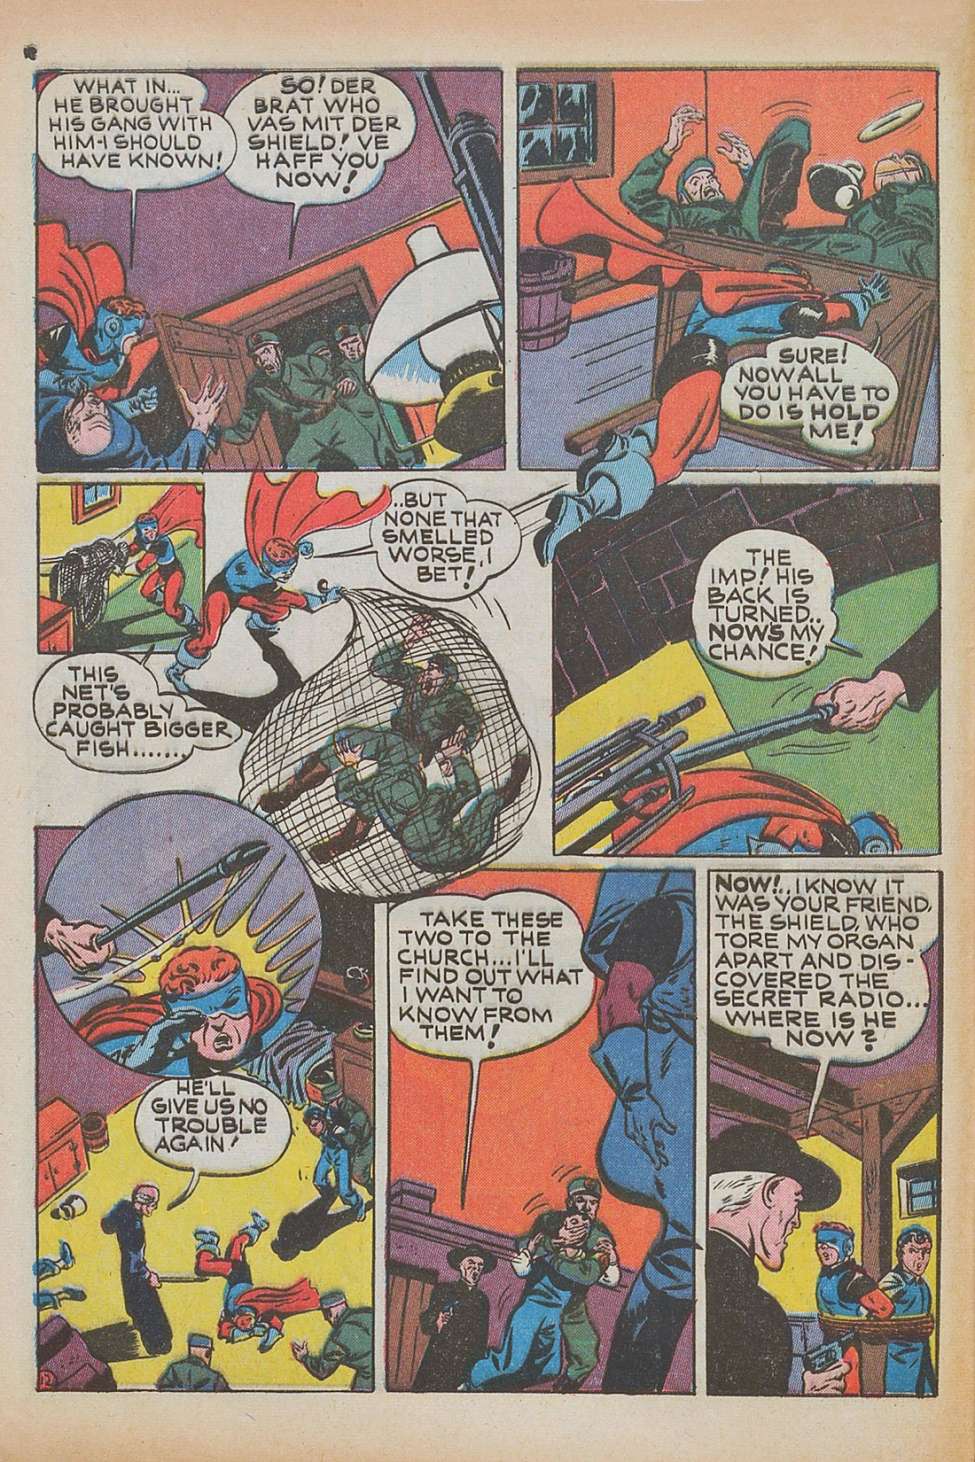 WHAT IN...
HE BROUGHT
HIS GANG WITH
HIM-I SHOULD
HAVE KNOWN!
SO! DER
BRAT WHO
VAS MIT DER
SHIELD! VE
HAFF YOU
NOW!
SURE!
NOW ALL
YOU HAVE TO
DO IS HOLD
ME!
THIS
NET'S
PROBABLY
CAUGHT BIGGER
FISH.......
..BUT
NONE THAT
SMELLED
WORSE, I
BET!
THE
IMP! HIS
BACK IS
TURNED..
NOW'S MY
CHANCE!
HE'LL
GIVE US NO
TROUBLE
AGAIN!
12
TAKE THESE
TWO TO THE
CHURCH...I'LL
FIND OUT WHAT
I WANT TO
KNOW FROM
THEM!
NOW!..I KNOW IT
WAS YOUR FRIEND,
THE SHIELD, WHO
TORE MY ORGAN
APART AND DIS-
COVERED THE
SECRET RADIO...
WHERE IS HE
NOW?